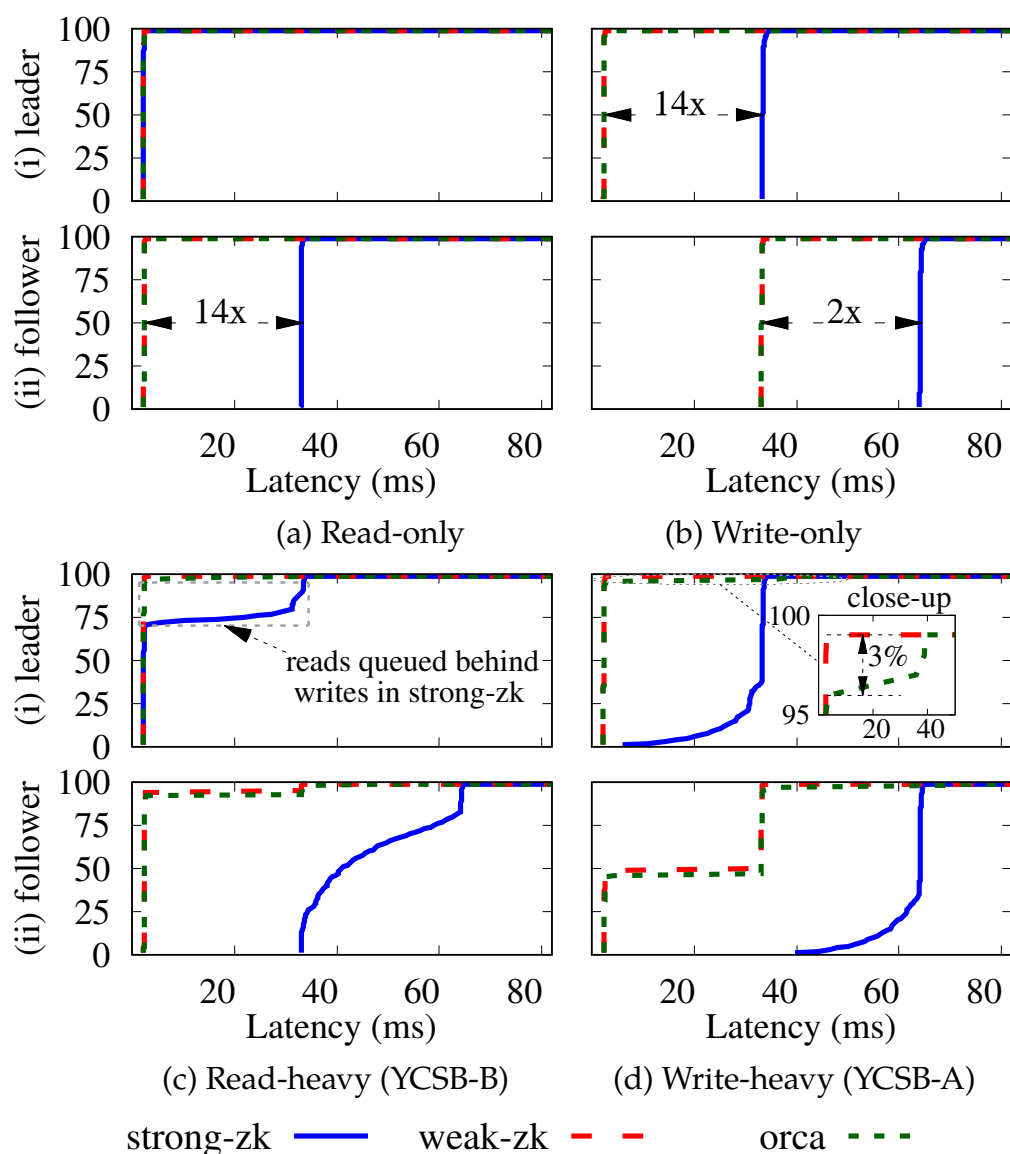 100
75
50
25
0
(i) leader
14x
100
75
50
25
0
(ii) follower
14x
2x
20 40 60 80
20 40 60 80
Latency (ms)
Latency (ms)
(a) Read-only
(b) Write-only
100
75
50
25
0
(i) leader
reads queued behind
writes in strong-zk
close-up
100
95
3%
20 40
100
75
50
25
0
(ii) follower
20 40 60 80
20 40 60 80
Latency (ms)
Latency (ms)
(c) Read-heavy (YCSB-B)
(d) Write-heavy (YCSB-A)
strong-zk weak-zk orca